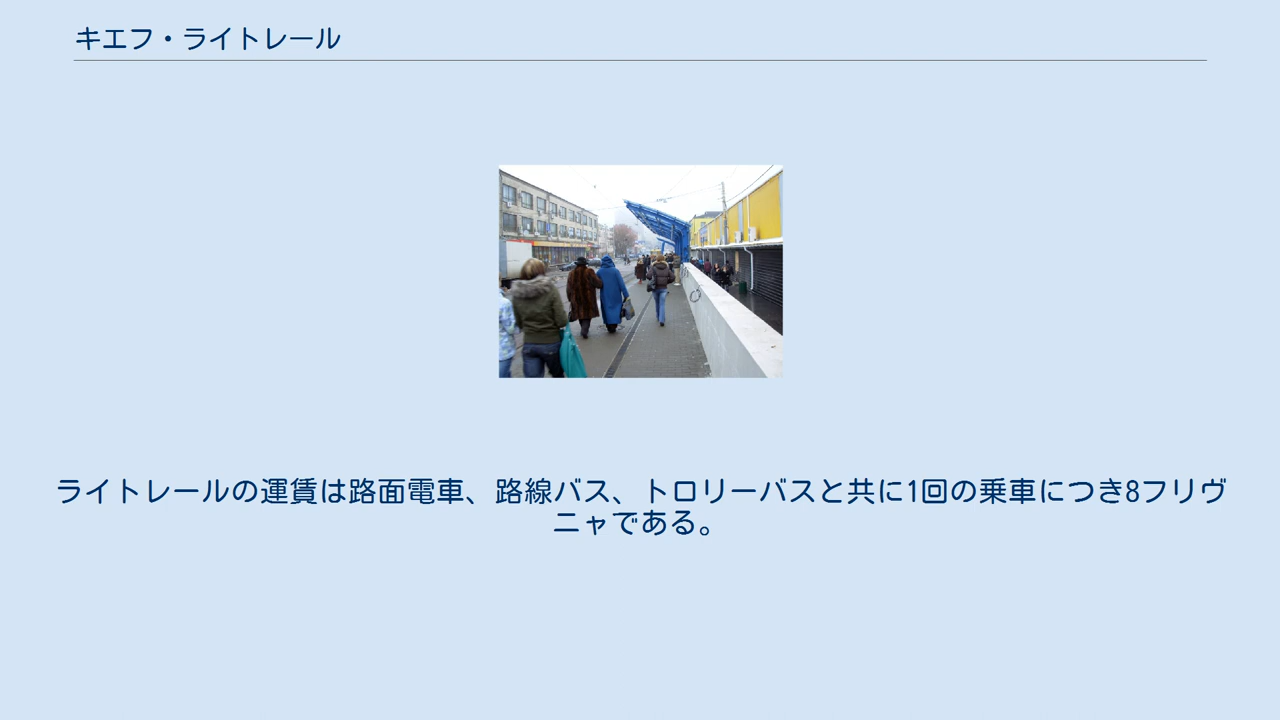 キエフ・ライトレール
ライトレールの運賃は路面電車、路線バス、トロリーバスと共に1回の乗車につき8フリヴ
ニャである。